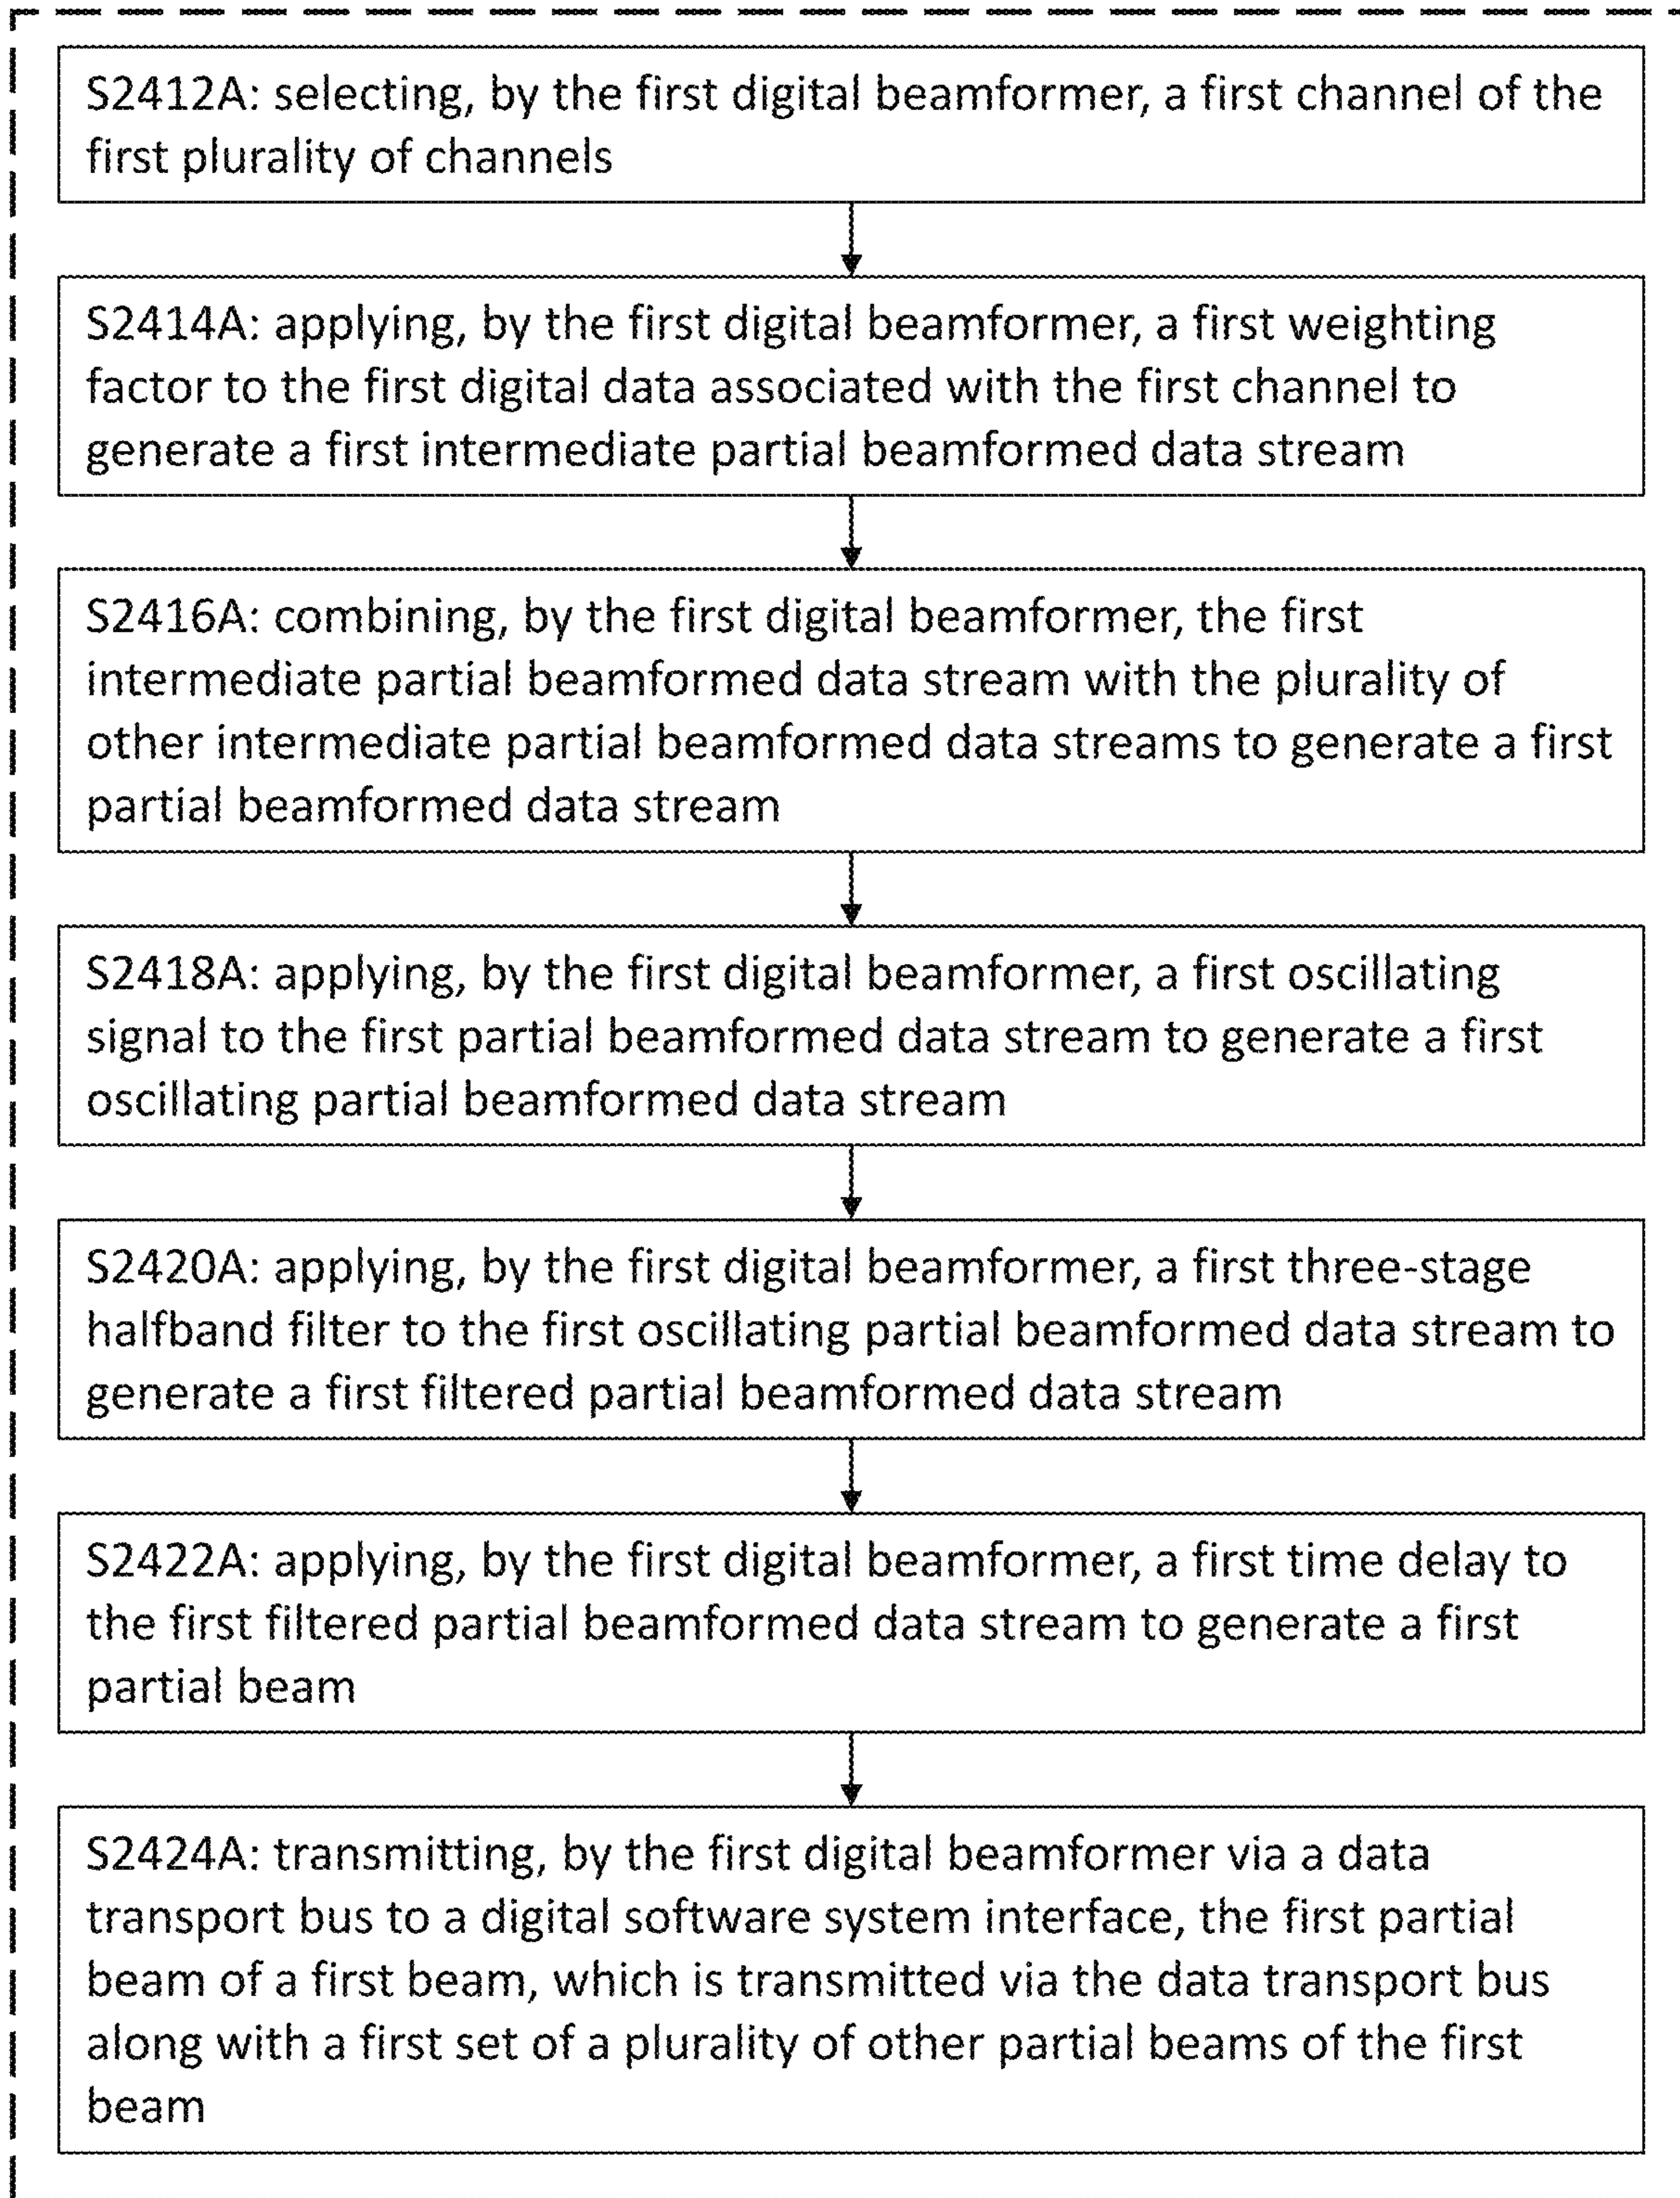 S2412A: selecting, by the first digital beamformer, a first channel of the
first plurality of channels
S2414A: applying, by the first digital beamformer, a first weighting
factor to the first digital data associated with the first channel to
generate a first intermediate partial beamformed data stream
S2416A: combining, by the first digital beamformer, the first
intermediate partial beamformed data stream with the plurality of
other intermediate partial beamformed data streams to generate a first
partial beamformed data stream
S2418A: applying, by the first digital beamformer, a first oscillating
signal to the first partial beamformed data stream to generate a first
oscillating partial beamformed data stream
S2420A: applying, by the first digital beamformer, a first three-stage
halfband filter to the first oscillating partial beamformed data stream to
generate a first filtered partial beamformed data stream
S2422A: applying, by the first digital beamformer, a first time delay to
the first filtered partial beamformed data stream to generate a first
partial beam
S2424A: transmitting, by the first digital beamformer via a data
transport bus to a digital software system interface, the first partial
beam of a first beam, which is transmitted via the data transport bus
along with a first set of a plurality of other partial beams of the first
beam